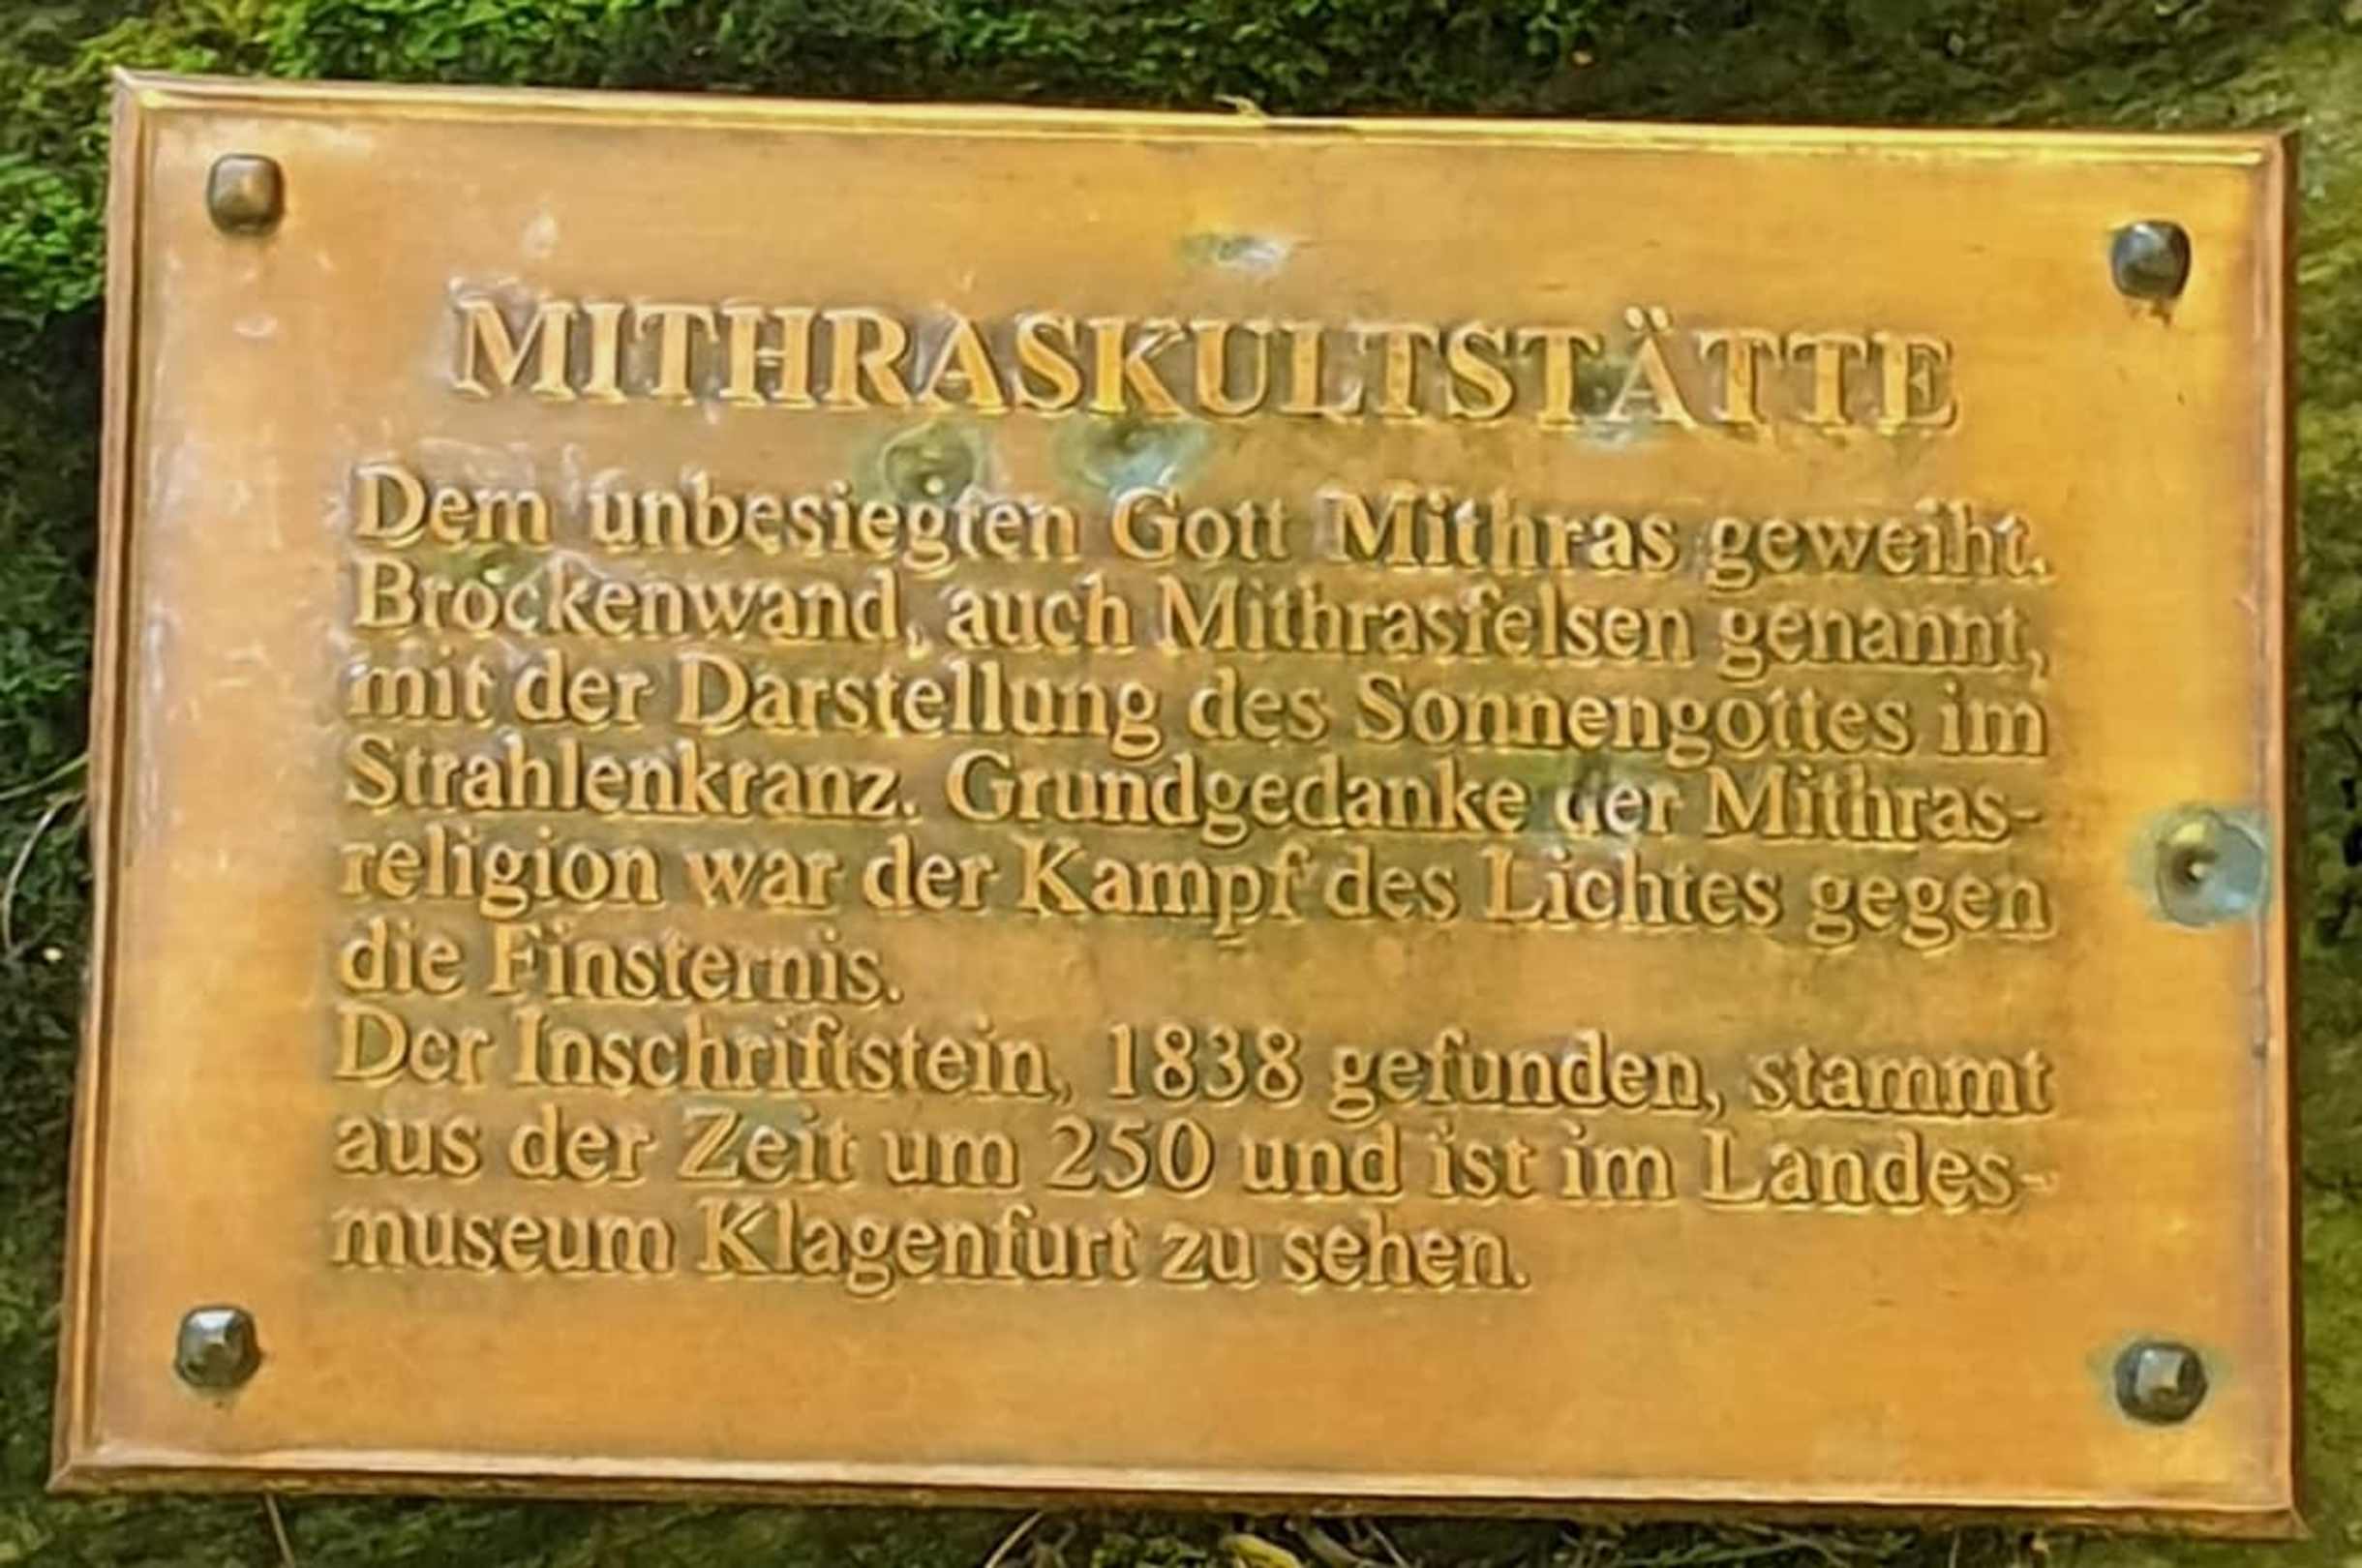 MITHRASKULTSTÄTTE
Dem unbesiegten Gott Mithras geweiht.
Brockenwand, auch Mithrasfelsen genannt,
mit der Darstellung des Sonnengottes im
Strahlenkranz. Grundgedanke der Mithras-
religion war der Kampf des Lichtes gegen
die Finsternis.
Der Inschriftstein, 1838 gefunden, stammt
aus der Zeit um 250 und ist im Landes-
museum Klagenfurt zu sehen.